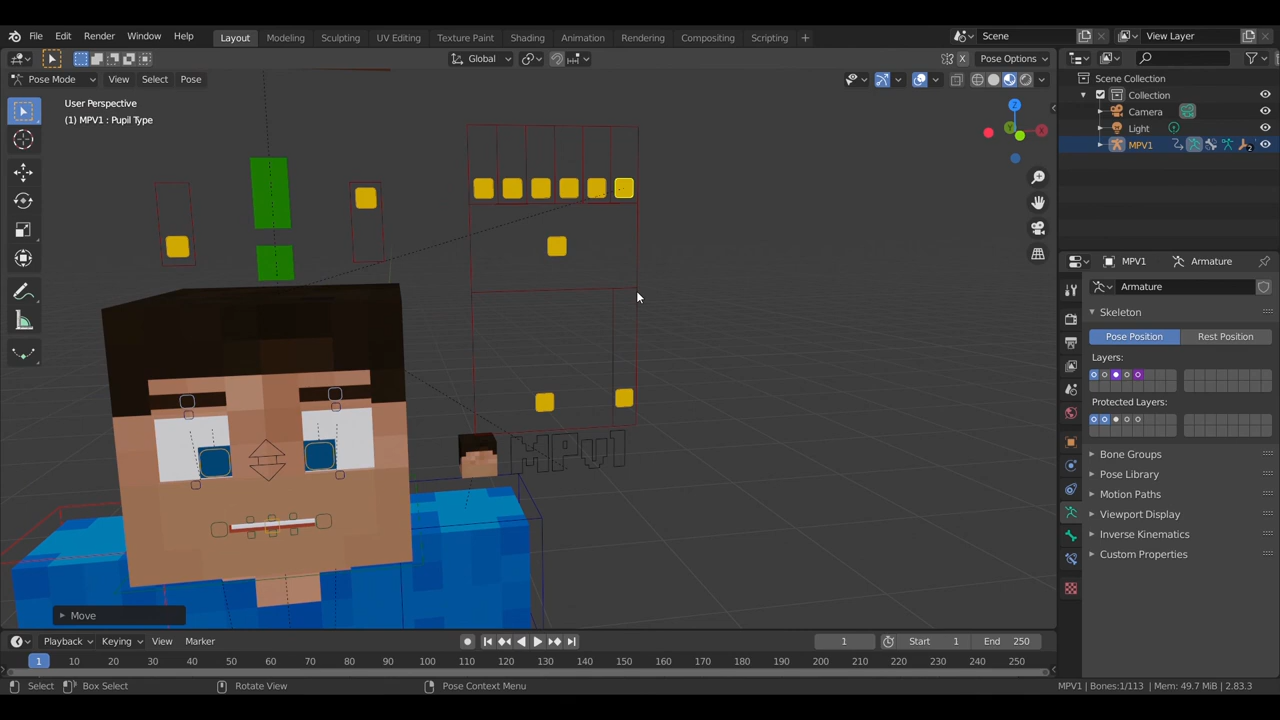 File Edit Render Window Help Layout Modeling Sculpting UV Editing Texture Paint Shading Animation Rendering Compositing Scripting + Scene View Layer
Global Pose Options
Pose Mode View Select Pose
User Perspective
(1) MPV1 : Pupil Type
Z
X
Y
Scene Collection
Collection
Camera
Light
MPV1 2
MPV1 Armature
Armature
Skeleton
Pose Position Rest Position
Layers:
Protected Layers:
Bone Groups
Pose Library
Motion Paths
Viewport Display
Inverse Kinematics
Custom Properties
MPv1
Move
Playback Keying View Marker 1 Start 1 End 250
1 10 20 30 40 50 60 70 80 90 100 110 120 130 140 150 160 170 180 190 200 210 220 230 240 250
Select Box Select Rotate View Pose Context Menu MPV1 | Bones:1/113 | Mem: 49.7 MiB | 2.83.3